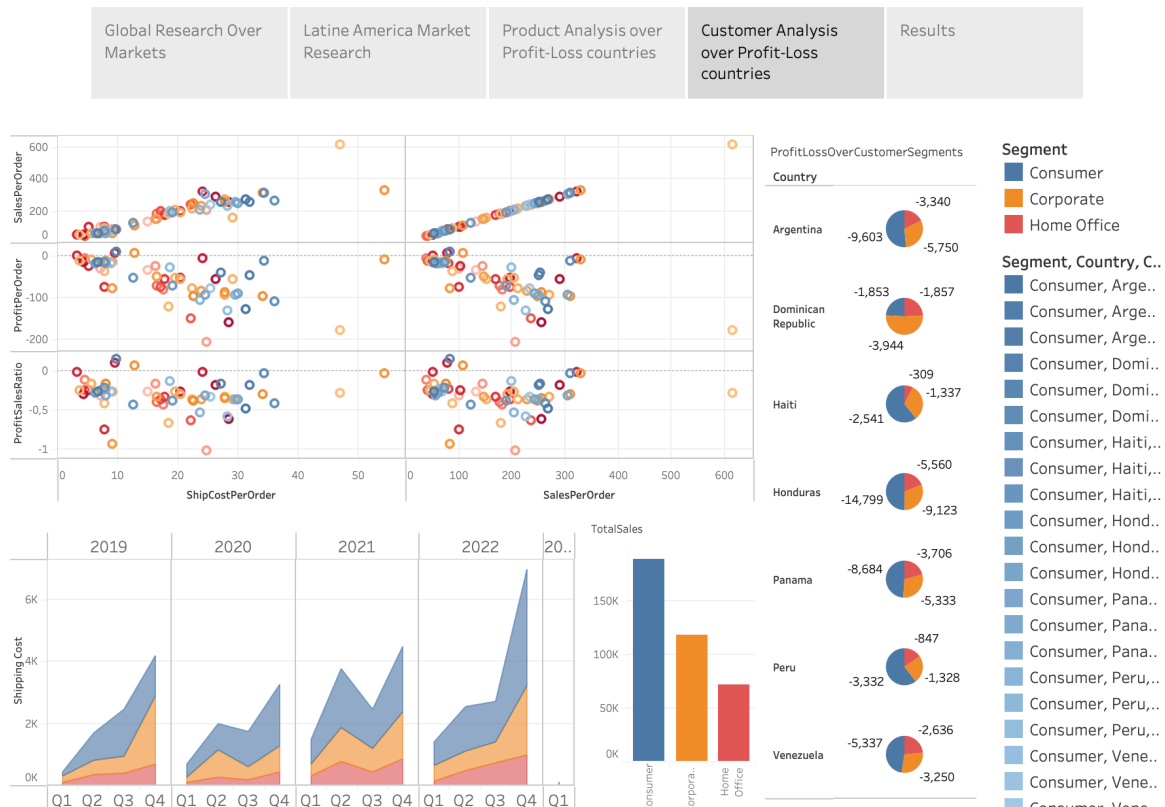 Global Research Over
Markets
Latine America Market
Research
Product Analysis over
Profit-Loss countries
Customer Analysis
over Profit-Loss
countries
Results
SalesPerOrder
600
400
200
0
ProfitPerOrder
0
-100
-200
ProfitSalesRatio
0
-0,5
-1
0 10 20 30 40 50
ShipCostPerOrder
0 100 200 300 400 500 600
SalesPerOrder
ProfitLossOverCustomerSegments
Country
Argentina
-3,340
-9,603
-5,750
Dominican
Republic
-1,853
-1,857
-3,944
Haiti
-309
-1,337
-2,541
Honduras
-5,560
-14,799
-9,123
Panama
-3,706
-8,684
-5,333
Peru
-847
-3,332
-1,328
Venezuela
-2,636
-5,337
-3,250
Segment
Consumer
Corporate
Home Office
Segment, Country, C..
Consumer, Arge..
Consumer, Arge..
Consumer, Arge..
Consumer, Domi..
Consumer, Domi..
Consumer, Domi..
Consumer, Haiti,..
Consumer, Haiti,..
Consumer, Haiti,..
Consumer, Hond..
Consumer, Hond..
Consumer, Hond..
Consumer, Pana..
Consumer, Pana..
Consumer, Pana..
Consumer, Peru,..
Consumer, Peru,..
Consumer, Peru,..
Consumer, Vene..
Consumer, Vene..
Consumer, Vene..
2019 2020 2021 2022 20..
Shipping Cost
6K
4K
2K
0K
Q1 Q2 Q3 Q4 Q1 Q2 Q3 Q4 Q1 Q2 Q3 Q4 Q1 Q2 Q3 Q4 Q1
TotalSales
150K
100K
50K
0K
onsumer
orpora..
Home
Office